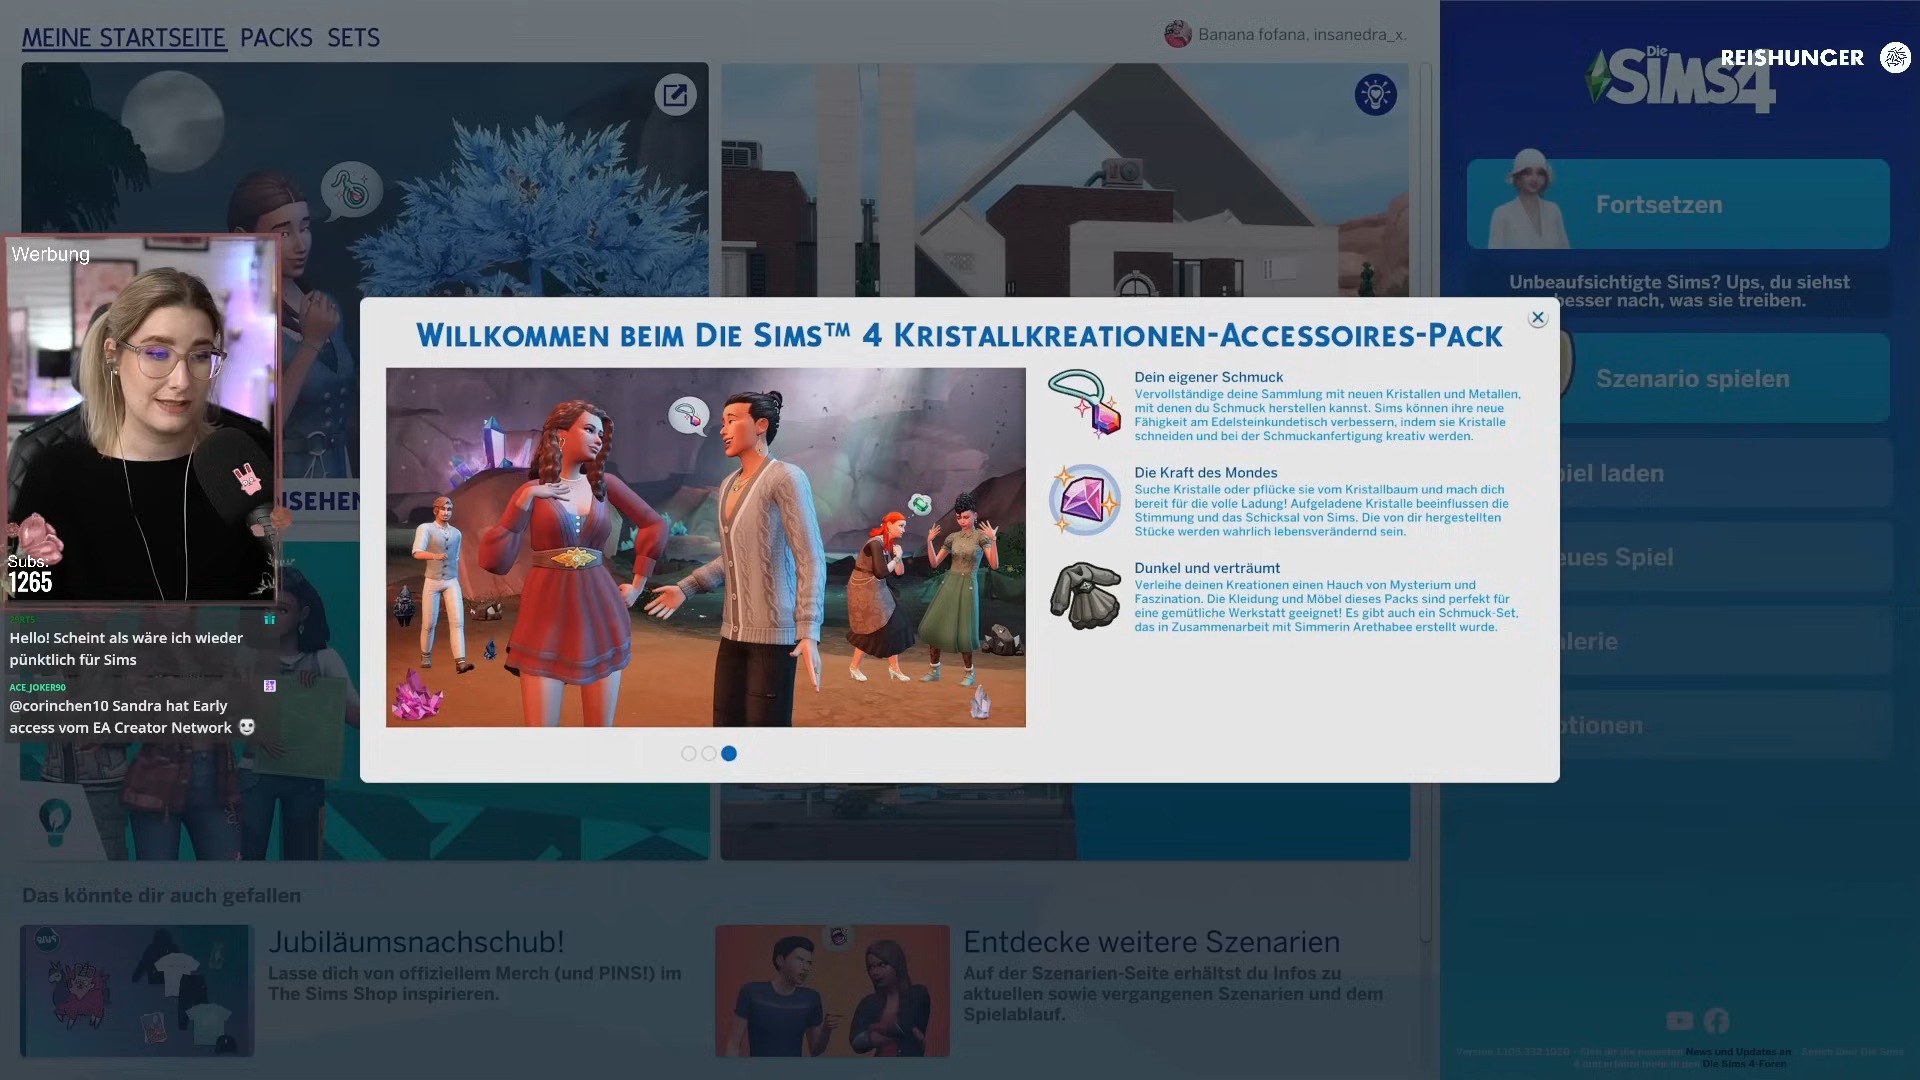 MEINE STARTSEITE PACKS SETS
Banana fofana, insanedra_x.
Die
SiMS4
REISHUNGER
Fortsetzen
Unbeaufsichtigte Sims? Ups, du siehst
besser nach, was sie treiben.
Szenario spielen
iel laden
eues Spiel
lerie
tionen
Werbung
Subs:
1265
Hello! Scheint als wäre ich wieder
pünktlich für Sims
ACE_JOKER90
@corinchen10 Sandra hat Early
access vom EA Creator Network
ISEHEN
Willkommen beim Die Sims™ 4 Kristallkreationen-Accessoires-Pack
Dein eigener Schmuck
Vervollständige deine Sammlung mit neuen Kristallen und Metallen,
mit denen du Schmuck herstellen kannst. Sims können ihre neue
Fähigkeit am Edelsteinkundetisch verbessern, indem sie Kristalle
schneiden und bei der Schmuckanfertigung kreativ werden.
Die Kraft des Mondes
Suche Kristalle oder pflücke sie vom Kristallbaum und mach dich
bereit für die volle Ladung! Aufgeladene Kristalle beeinflussen die
Stimmung und das Schicksal von Sims. Die von dir hergestellten
Stücke werden wahrlich lebensverändernd sein.
Dunkel und verträumt
Verleihe deinen Kreationen einen Hauch von Mysterium und
Faszination. Die Kleidung und Möbel dieses Packs sind perfekt für
eine gemütliche Werkstatt geeignet! Es gibt auch ein Schmuck-Set,
das in Zusammenarbeit mit Simmerin Arethabee erstellt wurde.
Das könnte dir auch gefallen
Jubiläumsnachschub!
Lasse dich von offiziellem Merch (und PINS!) im
The Sims Shop inspirieren.
Entdecke weitere Szenarien
Auf der Szenarien-Seite erhältst du Infos zu
aktuellen sowie vergangenen Szenarien und dem
Spielablauf.
News und Updates an
Die Sims 4-Foren